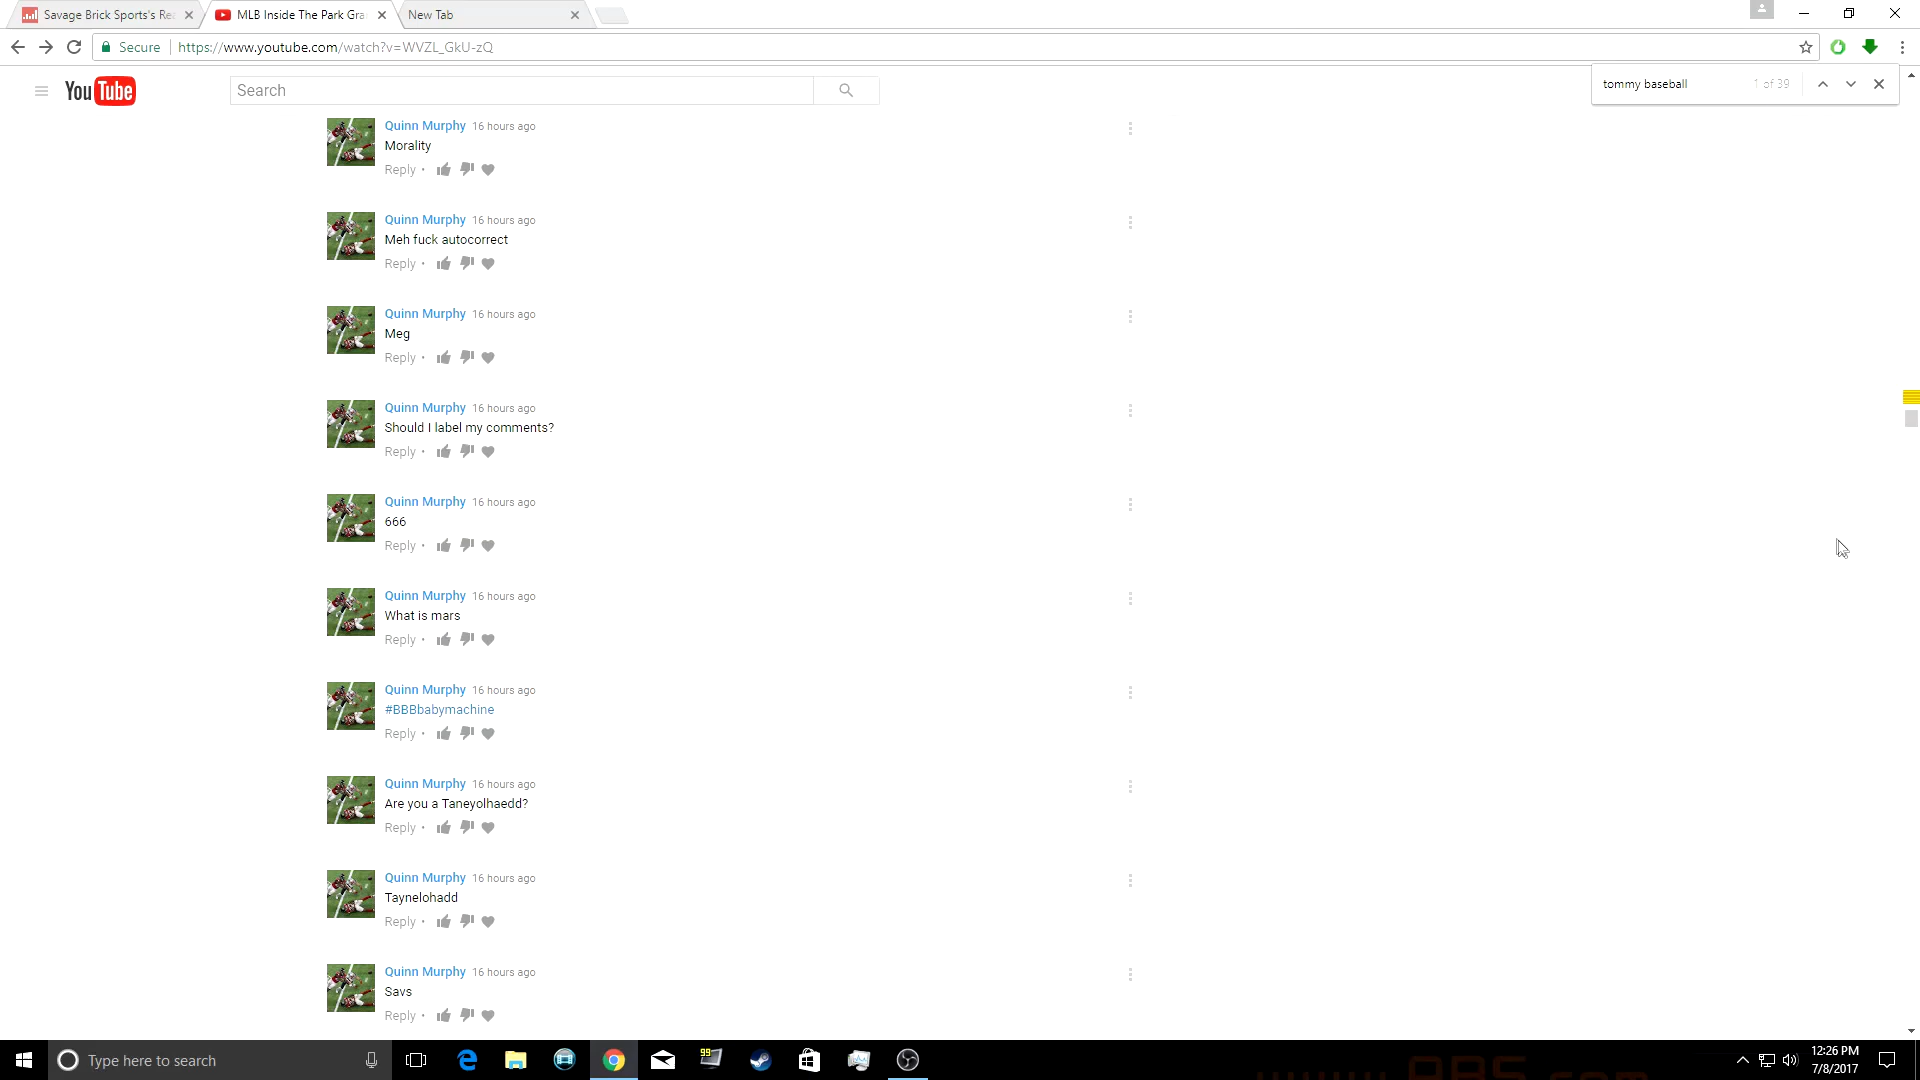 Savage Brick Sports's Rea
MLB Inside The Park Gra
New Tab
Secure
https://www.youtube.com/watch?v=WVZL_GkU-zQ
tommy baseball
1 of 39
YouTube
Search
Quinn Murphy 16 hours ago
Morality
Reply •
Quinn Murphy 16 hours ago
Meh fuck autocorrect
Reply •
Quinn Murphy 16 hours ago
Meg
Reply •
Quinn Murphy 16 hours ago
Should I label my comments?
Reply •
Quinn Murphy 16 hours ago
666
Reply •
Quinn Murphy 16 hours ago
What is mars
Reply •
Quinn Murphy 16 hours ago
#BBBbabymachine
Reply •
Quinn Murphy 16 hours ago
Are you a Taneyolhaedd?
Reply •
Quinn Murphy 16 hours ago
Taynelohadd
Reply •
Quinn Murphy 16 hours ago
Savs
Reply •
Type here to search
99
12:26 PM
7/8/2017